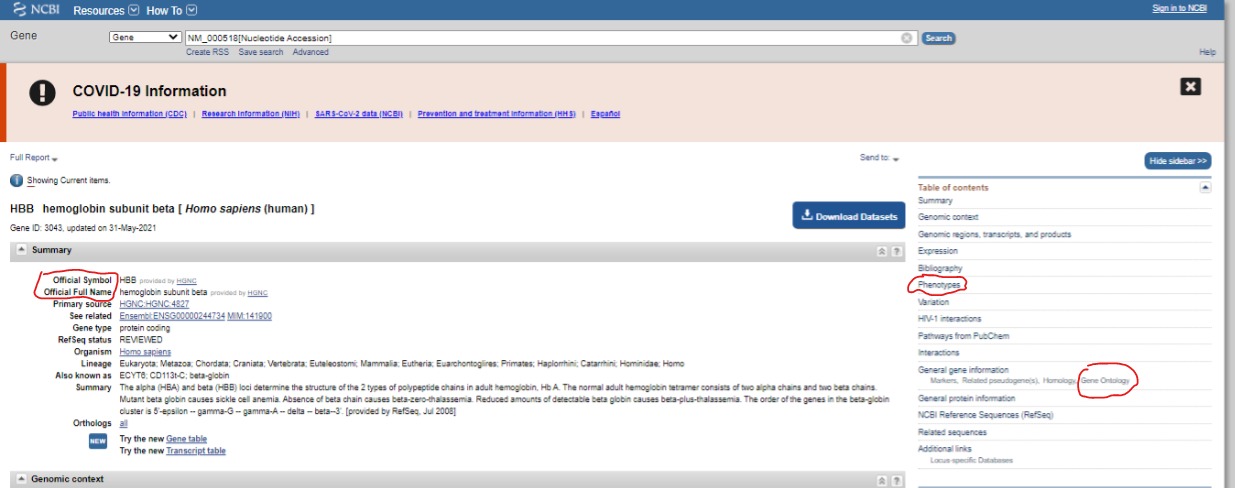 NCBI Resources How To Sign in to NCBI
Gene Gene NM_000518[Nucleotide Accession] Search
Create RSS Save search Advanced Help
COVID-19 Information
Public health information (CDC) | Research information (NIH) | SARS-CoV-2 data (NCBI) | Prevention and treatment information (HHS) | Español
Full Report Send to: Hide sidebar >>
Showing Current items.
HBB hemoglobin subunit beta [ Homo sapiens (human) ]
Download Datasets
Gene ID: 3043, updated on 31-May-2021
Summary ?
Official Symbol HBB provided by HGNC
Official Full Name hemoglobin subunit beta provided by HGNC
Primary source HGNC:HGNC:4827
See related Ensembl:ENSG00000244734 MIM:141900
Gene type protein coding
RefSeq status REVIEWED
Organism Homo sapiens
Lineage Eukaryota; Metazoa; Chordata; Craniata; Vertebrata; Euteleostomi; Mammalia; Eutheria; Euarchontoglires; Primates; Haplorrhini; Catarrhini; Hominidae; Homo
Also known as ECYT6; CD113t-C; beta-globin
Summary The alpha (HBA) and beta (HBB) loci determine the structure of the 2 types of polypeptide chains in adult hemoglobin, Hb A. The normal adult hemoglobin tetramer consists of two alpha chains and two beta chains.
Mutant beta globin causes sickle cell anemia. Absence of beta chain causes beta-zero-thalassemia. Reduced amounts of detectable beta globin causes beta-plus-thalassemia. The order of the genes in the beta-globin
cluster is 5'-epsilon -- gamma-G -- gamma-A -- delta -- beta--3'. [provided by RefSeq, Jul 2008]
Orthologs all
NEW Try the new Gene table
Try the new Transcript table
Genomic context ?
Table of contents
Summary
Genomic context
Genomic regions, transcripts, and products
Expression
Bibliography
Phenotypes
Variation
HIV-1 interactions
Pathways from PubChem
Interactions
General gene information
Markers, Related pseudogene(s), Homology, Gene Ontology
General protein information
NCBI Reference Sequences (RefSeq)
Related sequences
Additional links
Locus-specific Databases